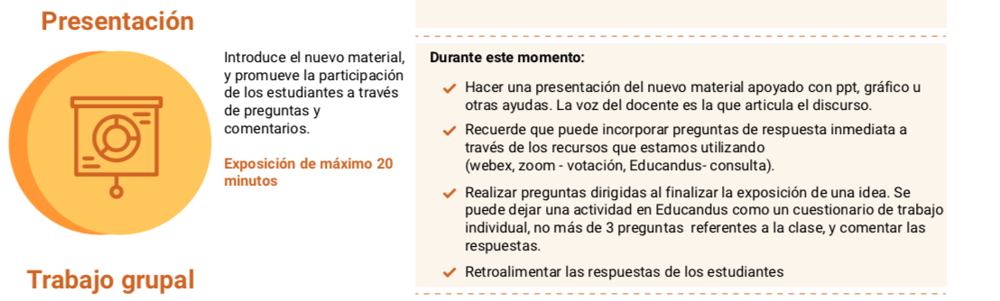 Presentación
Introduce el nuevo material,
y promueve la participación
de los estudiantes a través
de preguntas y
comentarios.
Exposición de máximo 20
minutos
Durante este momento:
Hacer una presentación del nuevo material apoyado con ppt, gráfico u
otras ayudas. La voz del docente es la que articula el discurso.
Recuerde que puede incorporar preguntas de respuesta inmediata a
través de los recursos que estamos utilizando
(webex, zoom - votación, Educandus- consulta).
Realizar preguntas dirigidas al finalizar la exposición de una idea. Se
puede dejar una actividad en Educandus como un cuestionario de trabajo
individual, no más de 3 preguntas  referentes a la clase, y comentar las
respuestas.
Retroalimentar las respuestas de los estudiantes
Trabajo grupal